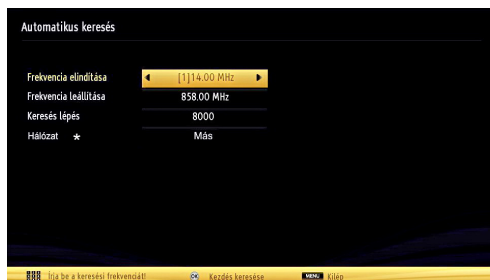 Automatikus keresés
Frekvencia elindítása [1]14.00 MHz
Frekvencia leállítása 858.00 MHz
Keresés lépés 8000
Hálózat * Más
Írja be a keresési frekvenciát! OK Kezdés keresése MENU Kilép